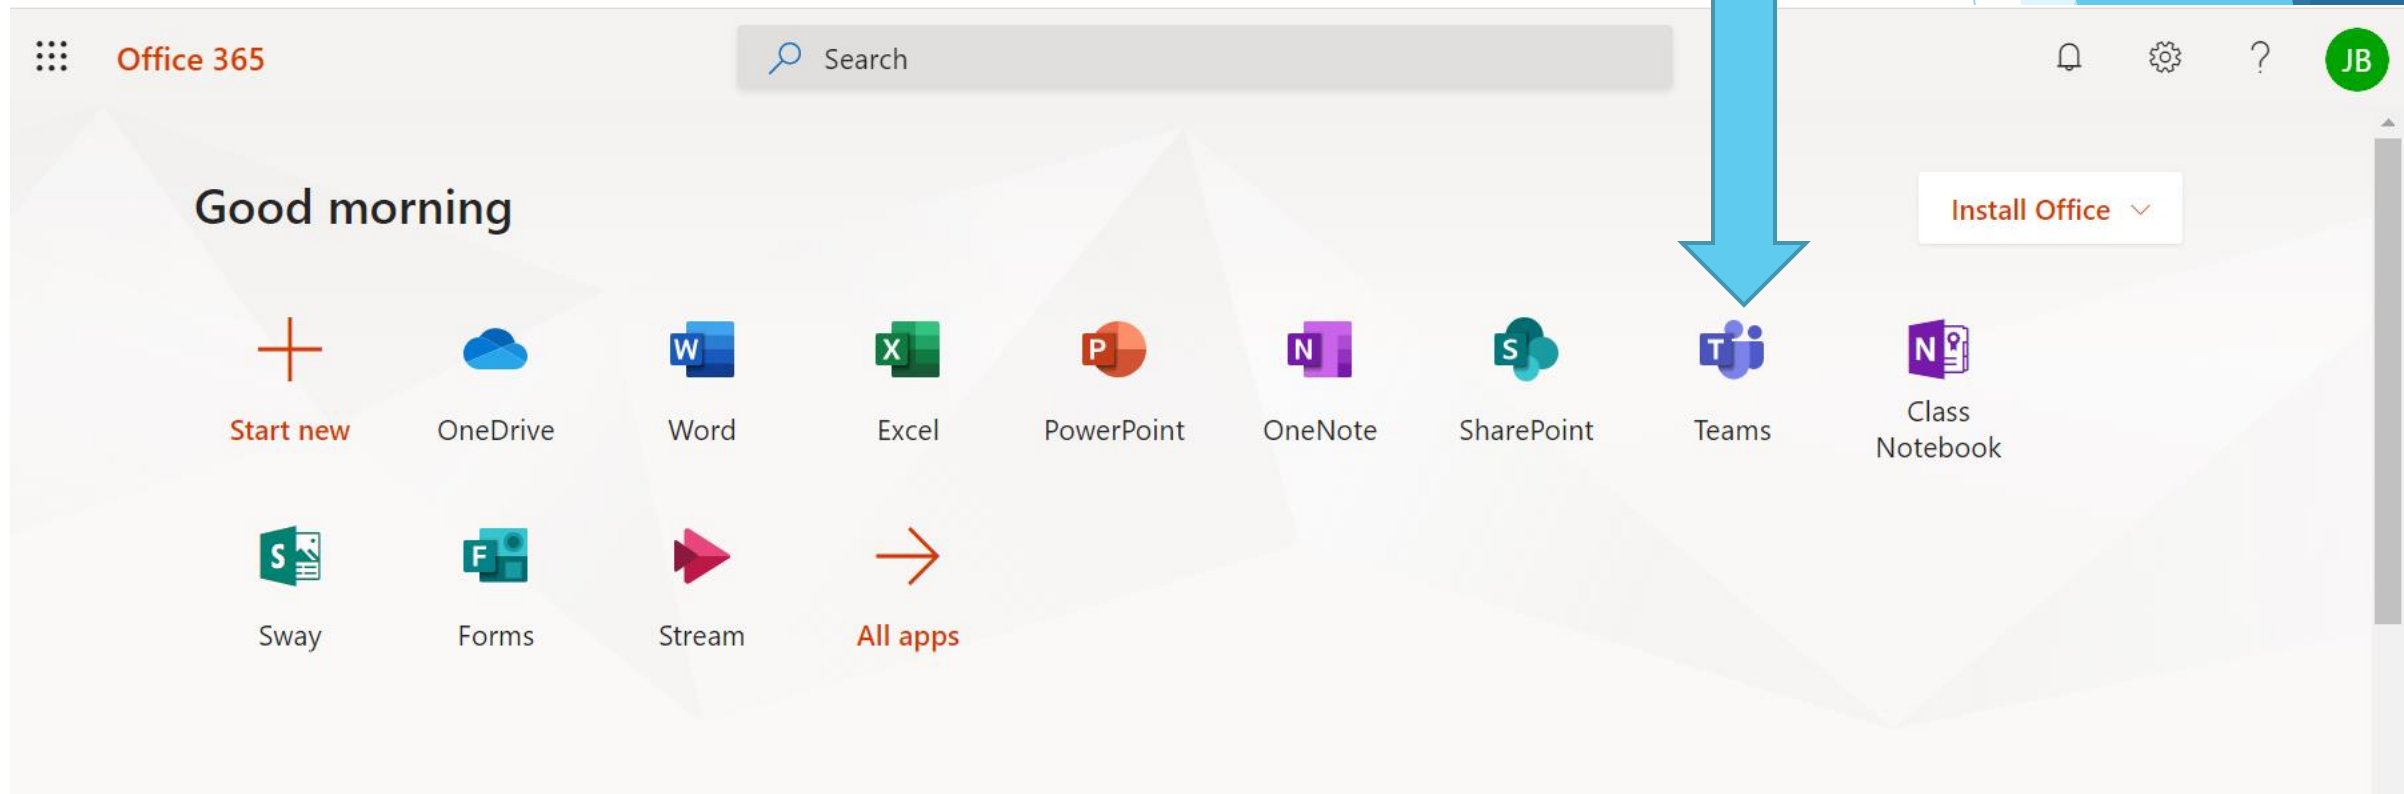 Office 365
Search
JB
Good morning
Install Office
W
X
P
N
S
T
N
Start new
OneDrive
Word
Excel
PowerPoint
OneNote
SharePoint
Teams
Class
Notebook
S
F
Sway
Forms
Stream
All apps